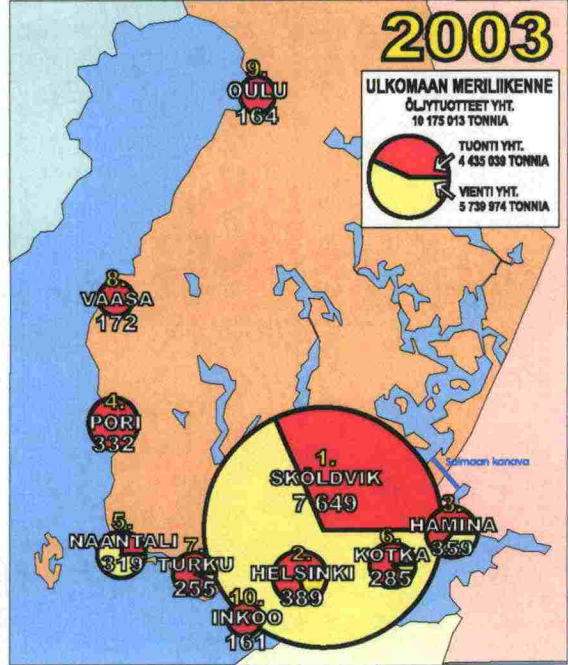 2003
ULKOMAAN MERILIIKENNE
ÖLJYTUOTTEET YHT.
10 175 013 TONNIA
TUONTI YHT.
4 435 039 TONNIA
VIENTI YHT.
5 739 974 TONNIA
9.
OULU
164
8.
VAASA
172
4.
PORI
332
1.
SKÖLDVIK
7 649
Saimaan kanava
3.
HAMINA
359
5.
NAANTALI
319
7.
TURKU
255
2.
HELSINKI
389
6.
KOTKA
285
10.
INKOO
161